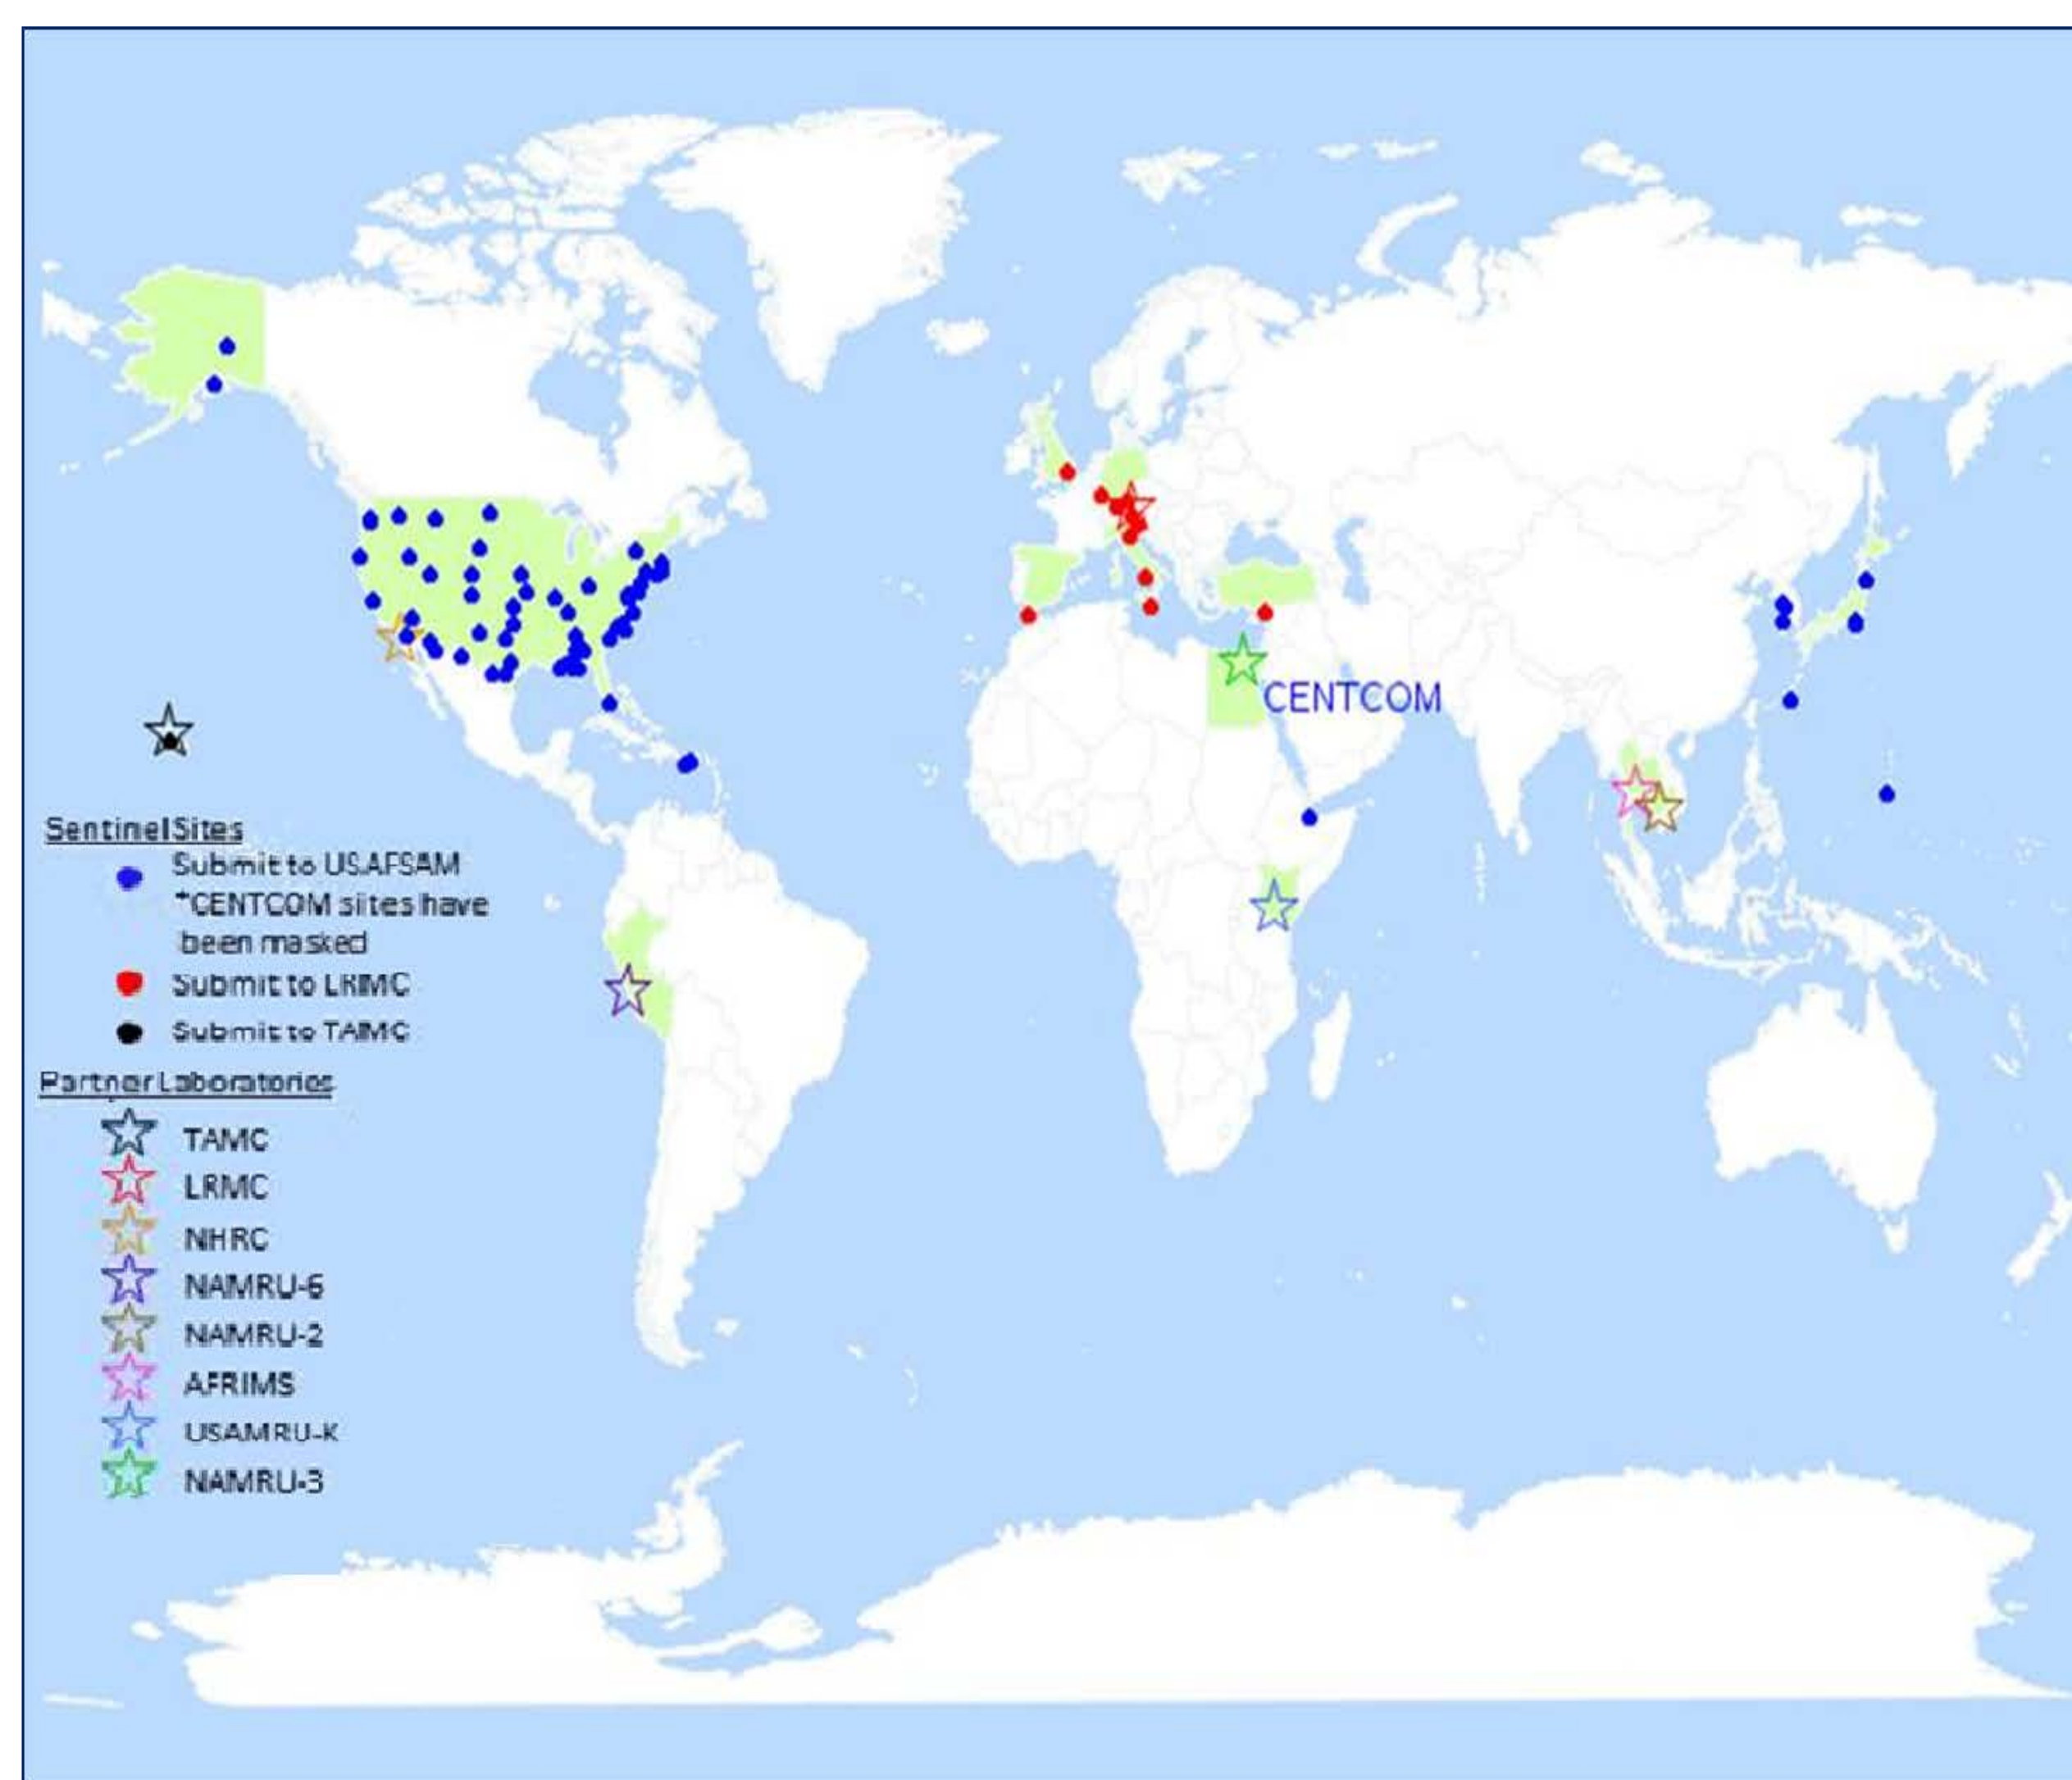 CENTCOM
Sentinel Sites
Submit to USAFSAM
*CENTCOM sites have
been masked
Submit to LRMC
Submit to TAMC
Partner Laboratories
TAMC
LRMC
NHRC
NAMRU-6
NAMRU-2
AFRIMS
USAMRU-K
NAMRU-3